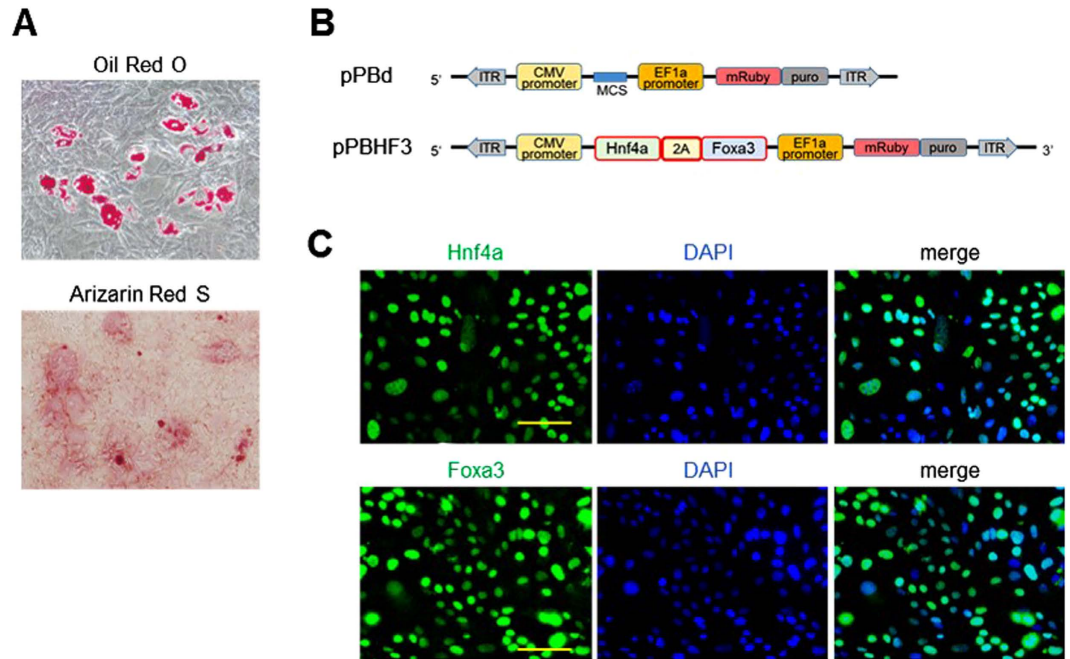 A
Oil Red O
Arizarin Red S
B
pPBd
5' ITR CMV promoter MCS EF1a promoter mRuby puro ITR
pPBHF3
5' ITR CMV promoter Hnf4a 2A Foxa3 EF1a promoter mRuby puro ITR 3'
C
Hnf4a DAPI merge
Foxa3 DAPI merge